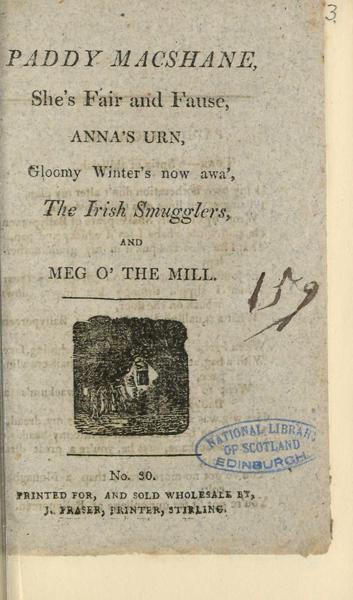 3.
PADDY MACSHANE,
She's Fair and Fause,
ANNA'S URN,
Gloomy Winter's now awa',
The Irish Smugglers,
AND
MEG O' THE MILL.
159
NATIONAL LIBRARY
OF SCOTLAND
EDINBURGH
No. 30.
PRINTED FOR, AND SOLD WHOLESALE BY,
J. FRASER, PRINTER, STIRLING.